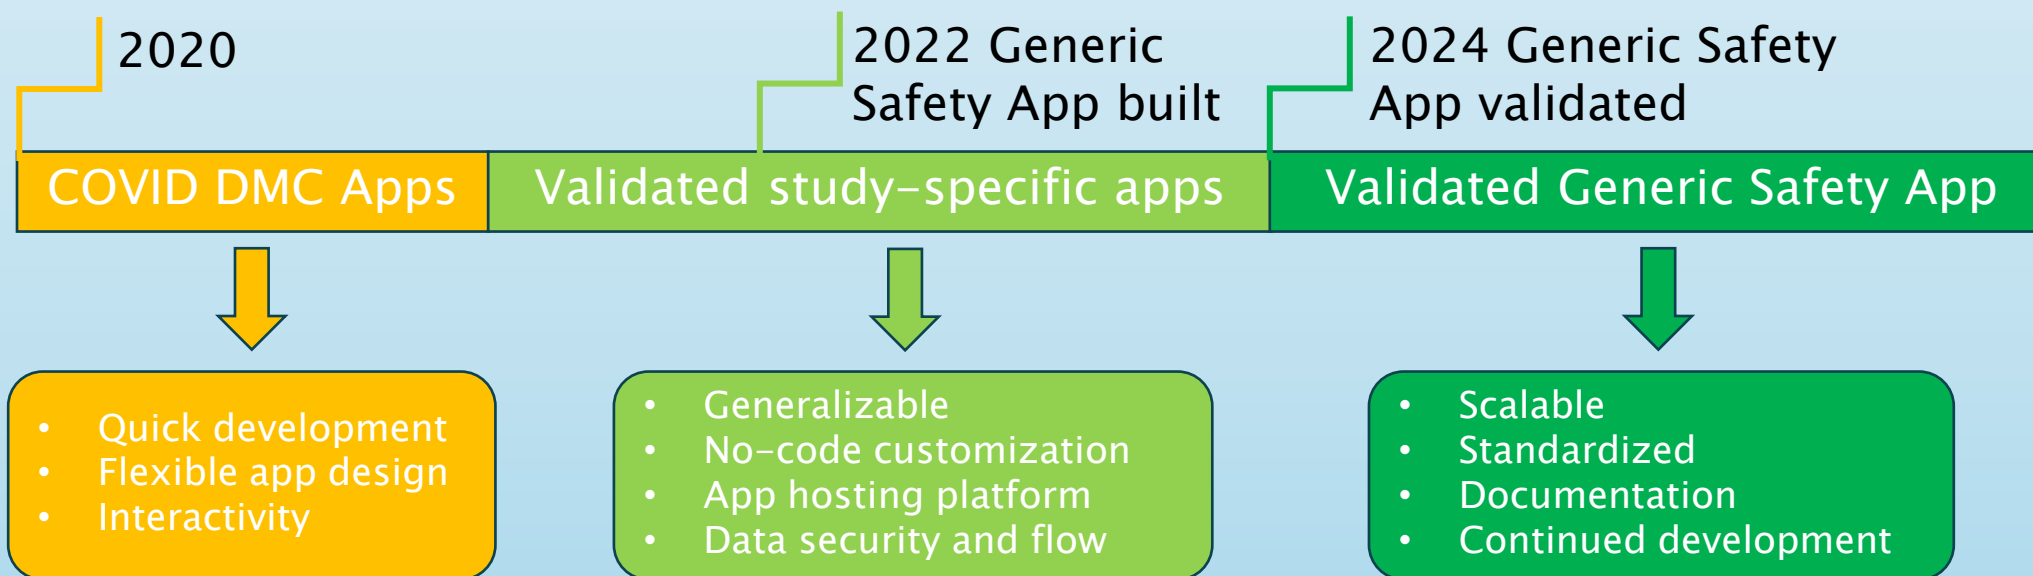 2020
2022 Generic
Safety App built
2024 Generic Safety
App validated
COVID DMC Apps
Validated study-specific apps
Validated Generic Safety App
• Quick development
• Flexible app design
• Interactivity
• Generalizable
• No-code customization
• App hosting platform
• Data security and flow
• Scalable
• Standardized
• Documentation
• Continued development